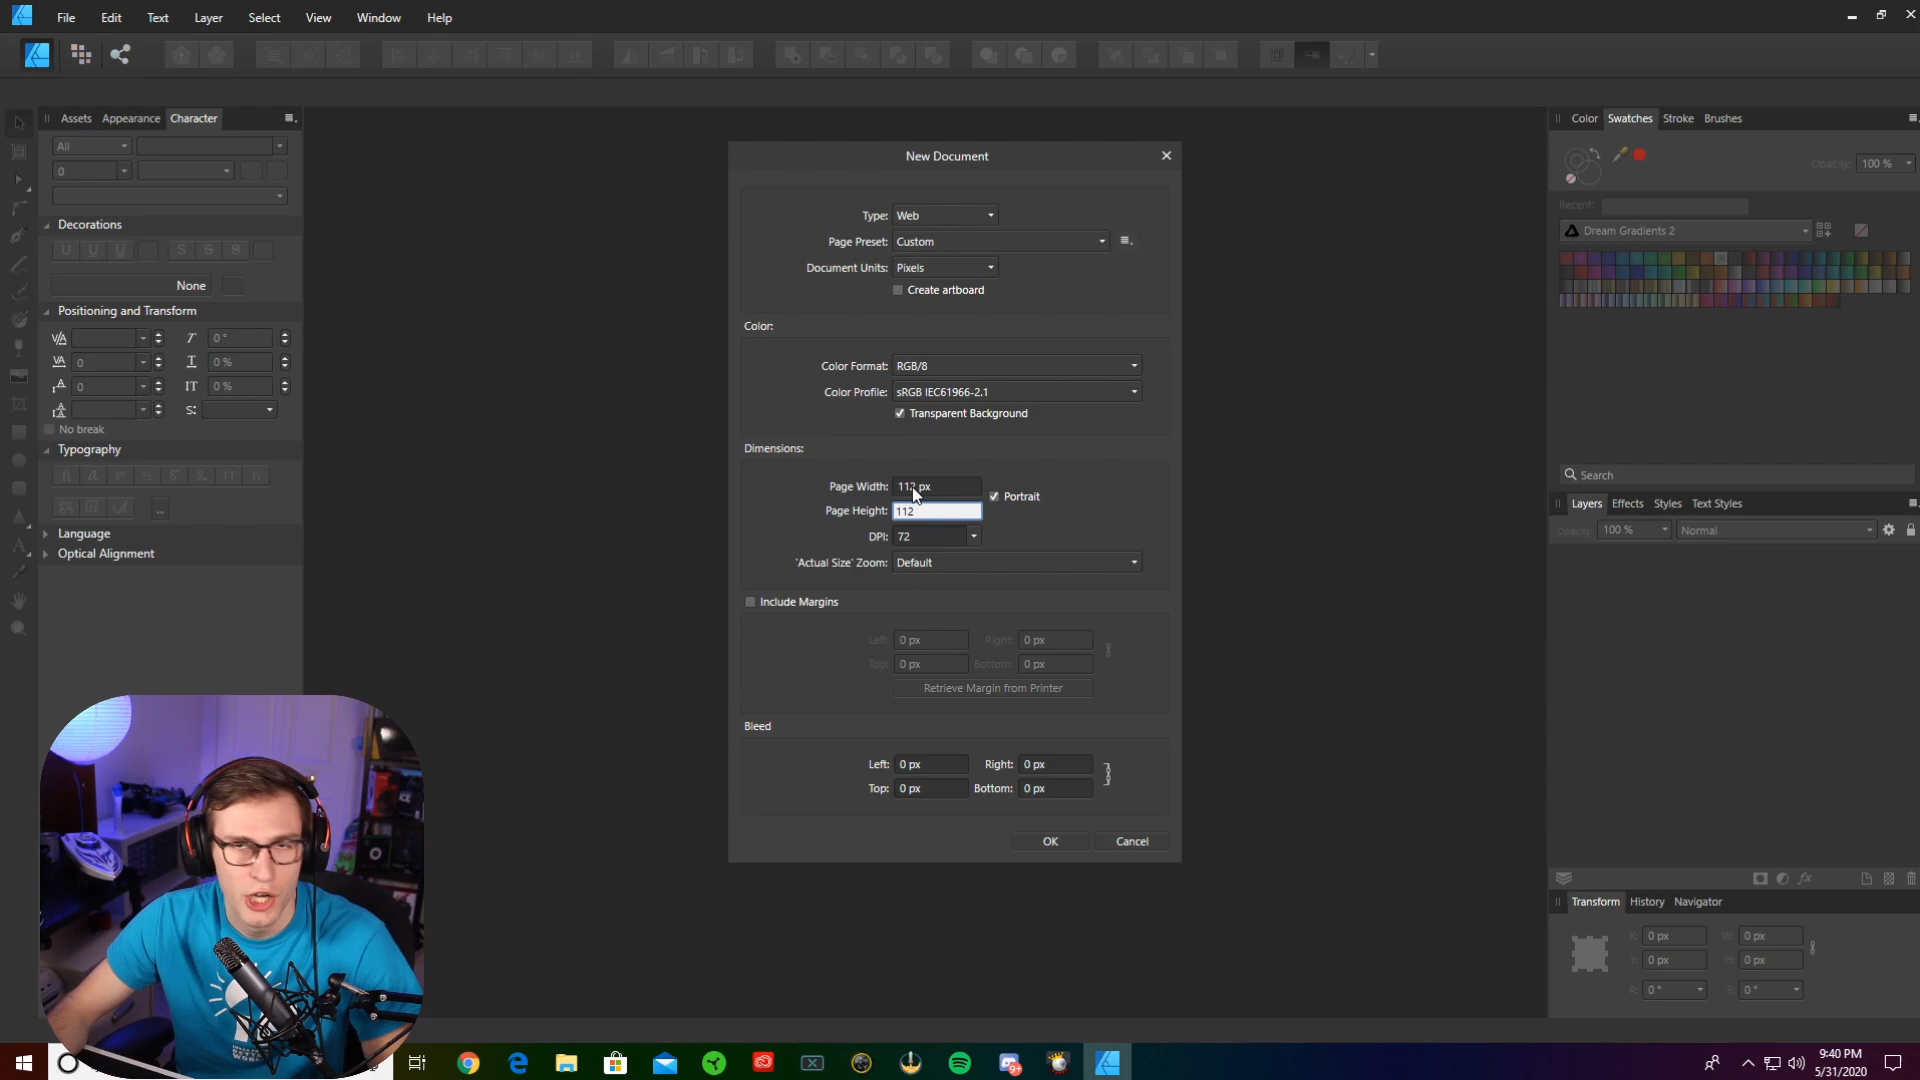 File Edit Text Layer Select View Window Help
Assets Appearance Character
All
0
Decorations
U U U S S S
None
Positioning and Transform
V/A 0 °
VA 0 0 %
A 0 IT 0 %
S:
No break
Typography
Language
Optical Alignment
New Document
Type: Web
Page Preset: Custom
Document Units: Pixels
Create artboard
Color:
Color Format: RGB/8
Color Profile: sRGB IEC61966-2.1
Transparent Background
Dimensions:
Page Width: 112 px
Portrait
Page Height: 112
DPI: 72
'Actual Size' Zoom: Default
Include Margins
Left: 0 px Right: 0 px
Top: 0 px Bottom: 0 px
Retrieve Margin from Printer
Bleed
Left: 0 px Right: 0 px
Top: 0 px Bottom: 0 px
OK Cancel
Color Swatches Stroke Brushes
Opacity: 100 %
Recent:
Dream Gradients 2
Search
Layers Effects Styles Text Styles
Opacity: 100 % Normal
fx
Transform History Navigator
X: 0 px W: 0 px
Y: 0 px H: 0 px
R: 0 ° S: 0 °
9+
9:40 PM
5/31/2020